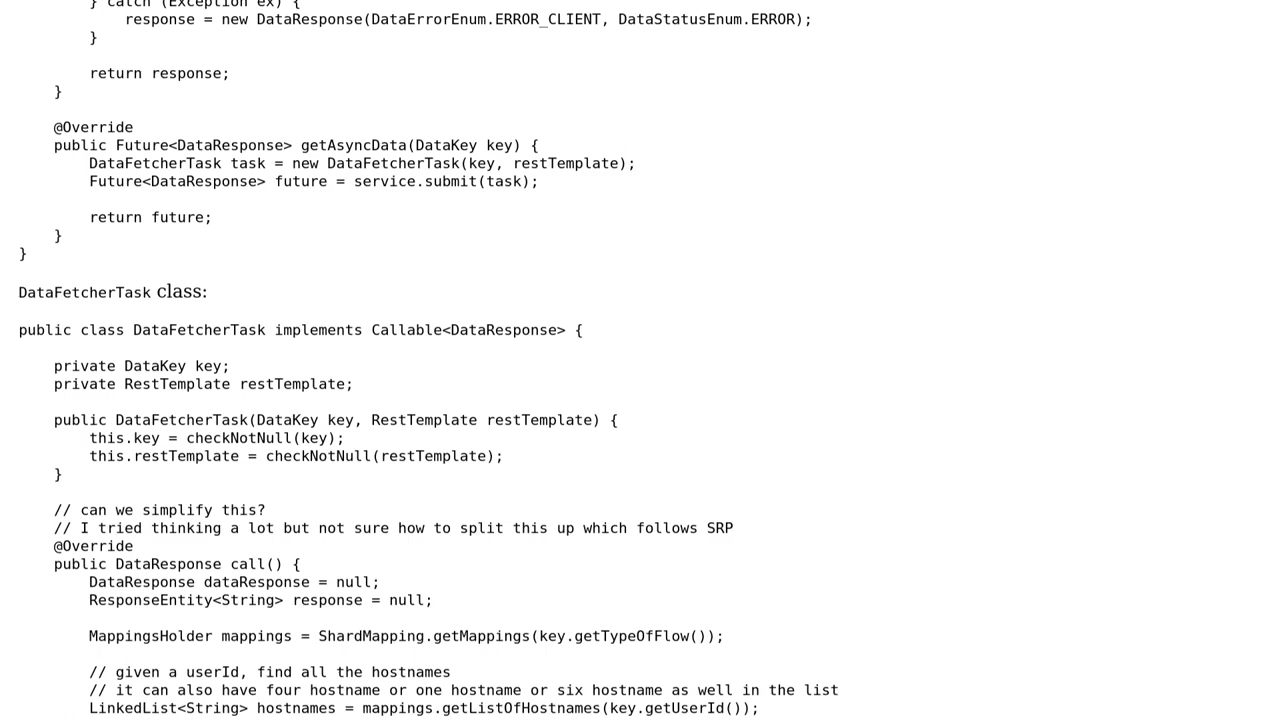 } catch (Exception ex) {
response = new DataResponse(DataErrorEnum.ERROR_CLIENT, DataStatusEnum.ERROR);
}
return response;
}
@Override
public Future<DataResponse> getAsyncData(DataKey key) {
DataFetcherTask task = new DataFetcherTask(key, restTemplate);
Future<DataResponse> future = service.submit(task);
return future;
}
}
DataFetcherTask class:
public class DataFetcherTask implements Callable<DataResponse> {
private DataKey key;
private RestTemplate restTemplate;
public DataFetcherTask(DataKey key, RestTemplate restTemplate) {
this.key = checkNotNull(key);
this.restTemplate = checkNotNull(restTemplate);
}
// can we simplify this?
// I tried thinking a lot but not sure how to split this up which follows SRP
@Override
public DataResponse call() {
DataResponse dataResponse = null;
ResponseEntity<String> response = null;
MappingsHolder mappings = ShardMapping.getMappings(key.getTypeOfFlow());
// given a userId, find all the hostnames
// it can also have four hostname or one hostname or six hostname as well in the list
LinkedList<String> hostnames = mappings.getListOfHostnames(key.getUserId());